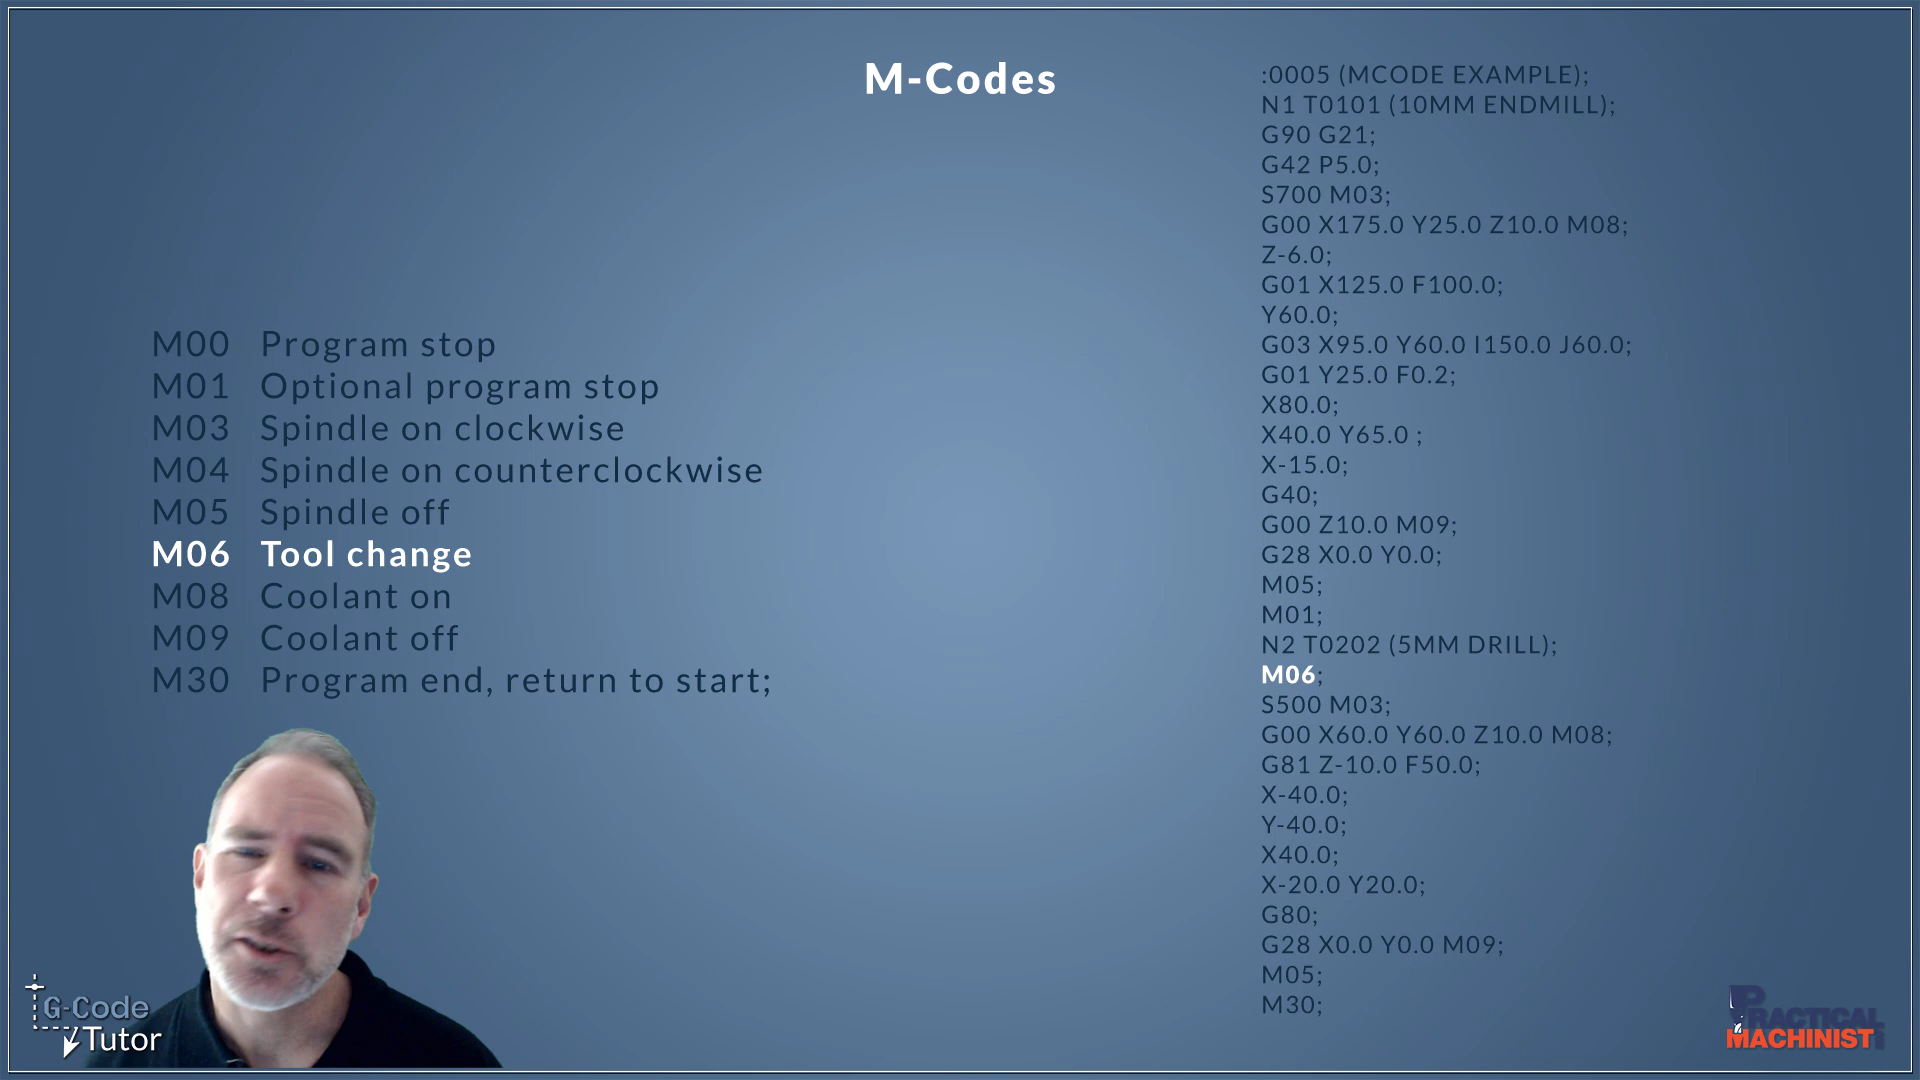 M-Codes
M00 Program stop
M01 Optional program stop
M03 Spindle on clockwise
M04 Spindle on counterclockwise
M05 Spindle off
M06 Tool change
M08 Coolant on
M09 Coolant off
M30 Program end, return to start;
:0005 (MCODE EXAMPLE);
N1 T0101 (10MM ENDMILL);
G90 G21;
G42 P5.0;
S700 M03;
G00 X175.0 Y25.0 Z10.0 M08;
Z-6.0;
G01 X125.0 F100.0;
Y60.0;
G03 X95.0 Y60.0 I150.0 J60.0;
G01 Y25.0 F0.2;
X80.0;
X40.0 Y65.0 ;
X-15.0;
G40;
G00 Z10.0 M09;
G28 X0.0 Y0.0;
M05;
M01;
N2 T0202 (5MM DRILL);
M06;
S500 M03;
G00 X60.0 Y60.0 Z10.0 M08;
G81 Z-10.0 F50.0;
X-40.0;
Y-40.0;
X40.0;
X-20.0 Y20.0;
G80;
G28 X0.0 Y0.0 M09;
M05;
M30;
G-Code
Tutor
PRACTICAL
MACHINIST